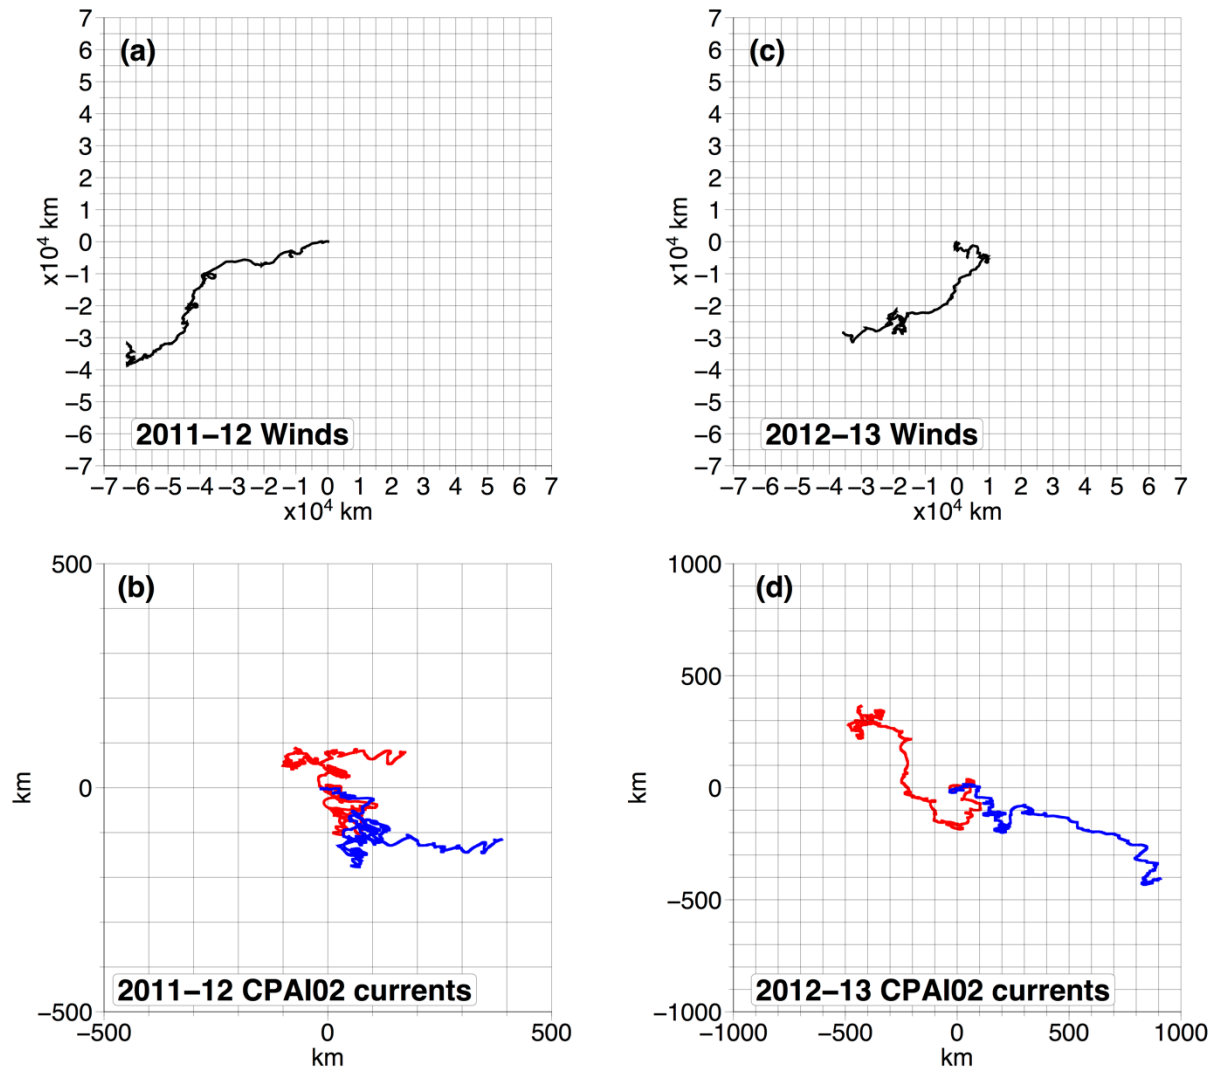 7
6
5
4
3
2
1
0
−1
−2
−3
−4
−5
−6
−7
x10⁴ km
(a)
2011−12 Winds
−7 −6 −5 −4 −3 −2 −1 0 1 2 3 4 5 6 7
x10⁴ km
7
6
5
4
3
2
1
0
−1
−2
−3
−4
−5
−6
−7
x10⁴ km
(c)
2012−13 Winds
−7 −6 −5 −4 −3 −2 −1 0 1 2 3 4 5 6 7
x10⁴ km
500
0
−500
km
(b)
2011−12 CPAI02 currents
−500 0 500
km
1000
500
0
−500
−1000
km
(d)
2012−13 CPAI02 currents
−1000 −500 0 500 1000
km